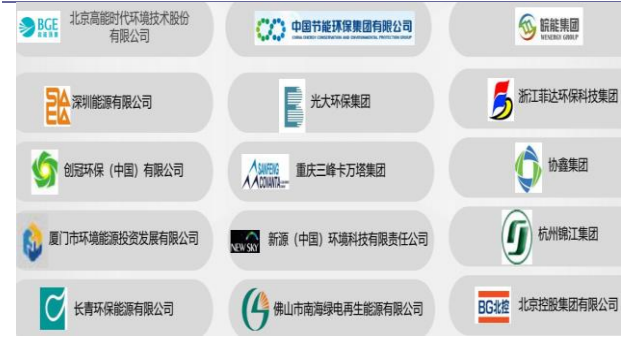 BGE
高能环境
北京高能时代环境技术股份
有限公司
中国节能环保集团有限公司
CHINA ENERGY CONSERVATION AND ENVIRONMENTAL PROTECTION GROUP
皖能集团
WENERGY GROUP
深圳能源有限公司
光大环保集团
浙江菲达环保科技集团
创冠环保（中国）有限公司
SANFENG
COVANTA
重庆三峰卡万塔集团
协鑫集团
厦门市环境能源投资发展有限公司
NEW SKY
新源（中国）环境科技有限责任公司
杭州锦江集团
长青环保能源有限公司
佛山市南海绿电再生能源有限公司
BG北控
北京控股集团有限公司